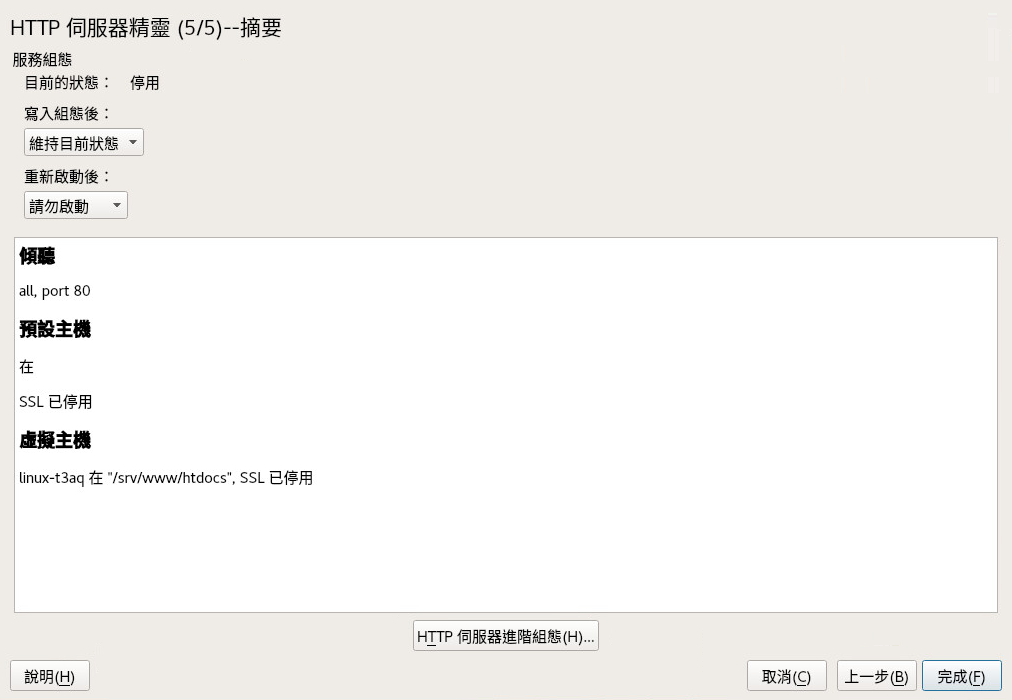 HTTP 伺服器精靈 (5/5)--摘要
服務組態
目前的狀態： 停用
寫入組態後：
維持目前狀態
重新啟動後：
請勿啟動
傾聽
all, port 80
預設主機
在
SSL 已停用
虛擬主機
linux-t3aq 在 "/srv/www/htdocs", SSL 已停用
HTTP 伺服器進階組態(H)...
說明(H) 取消(C) 上一步(B) 完成(F)